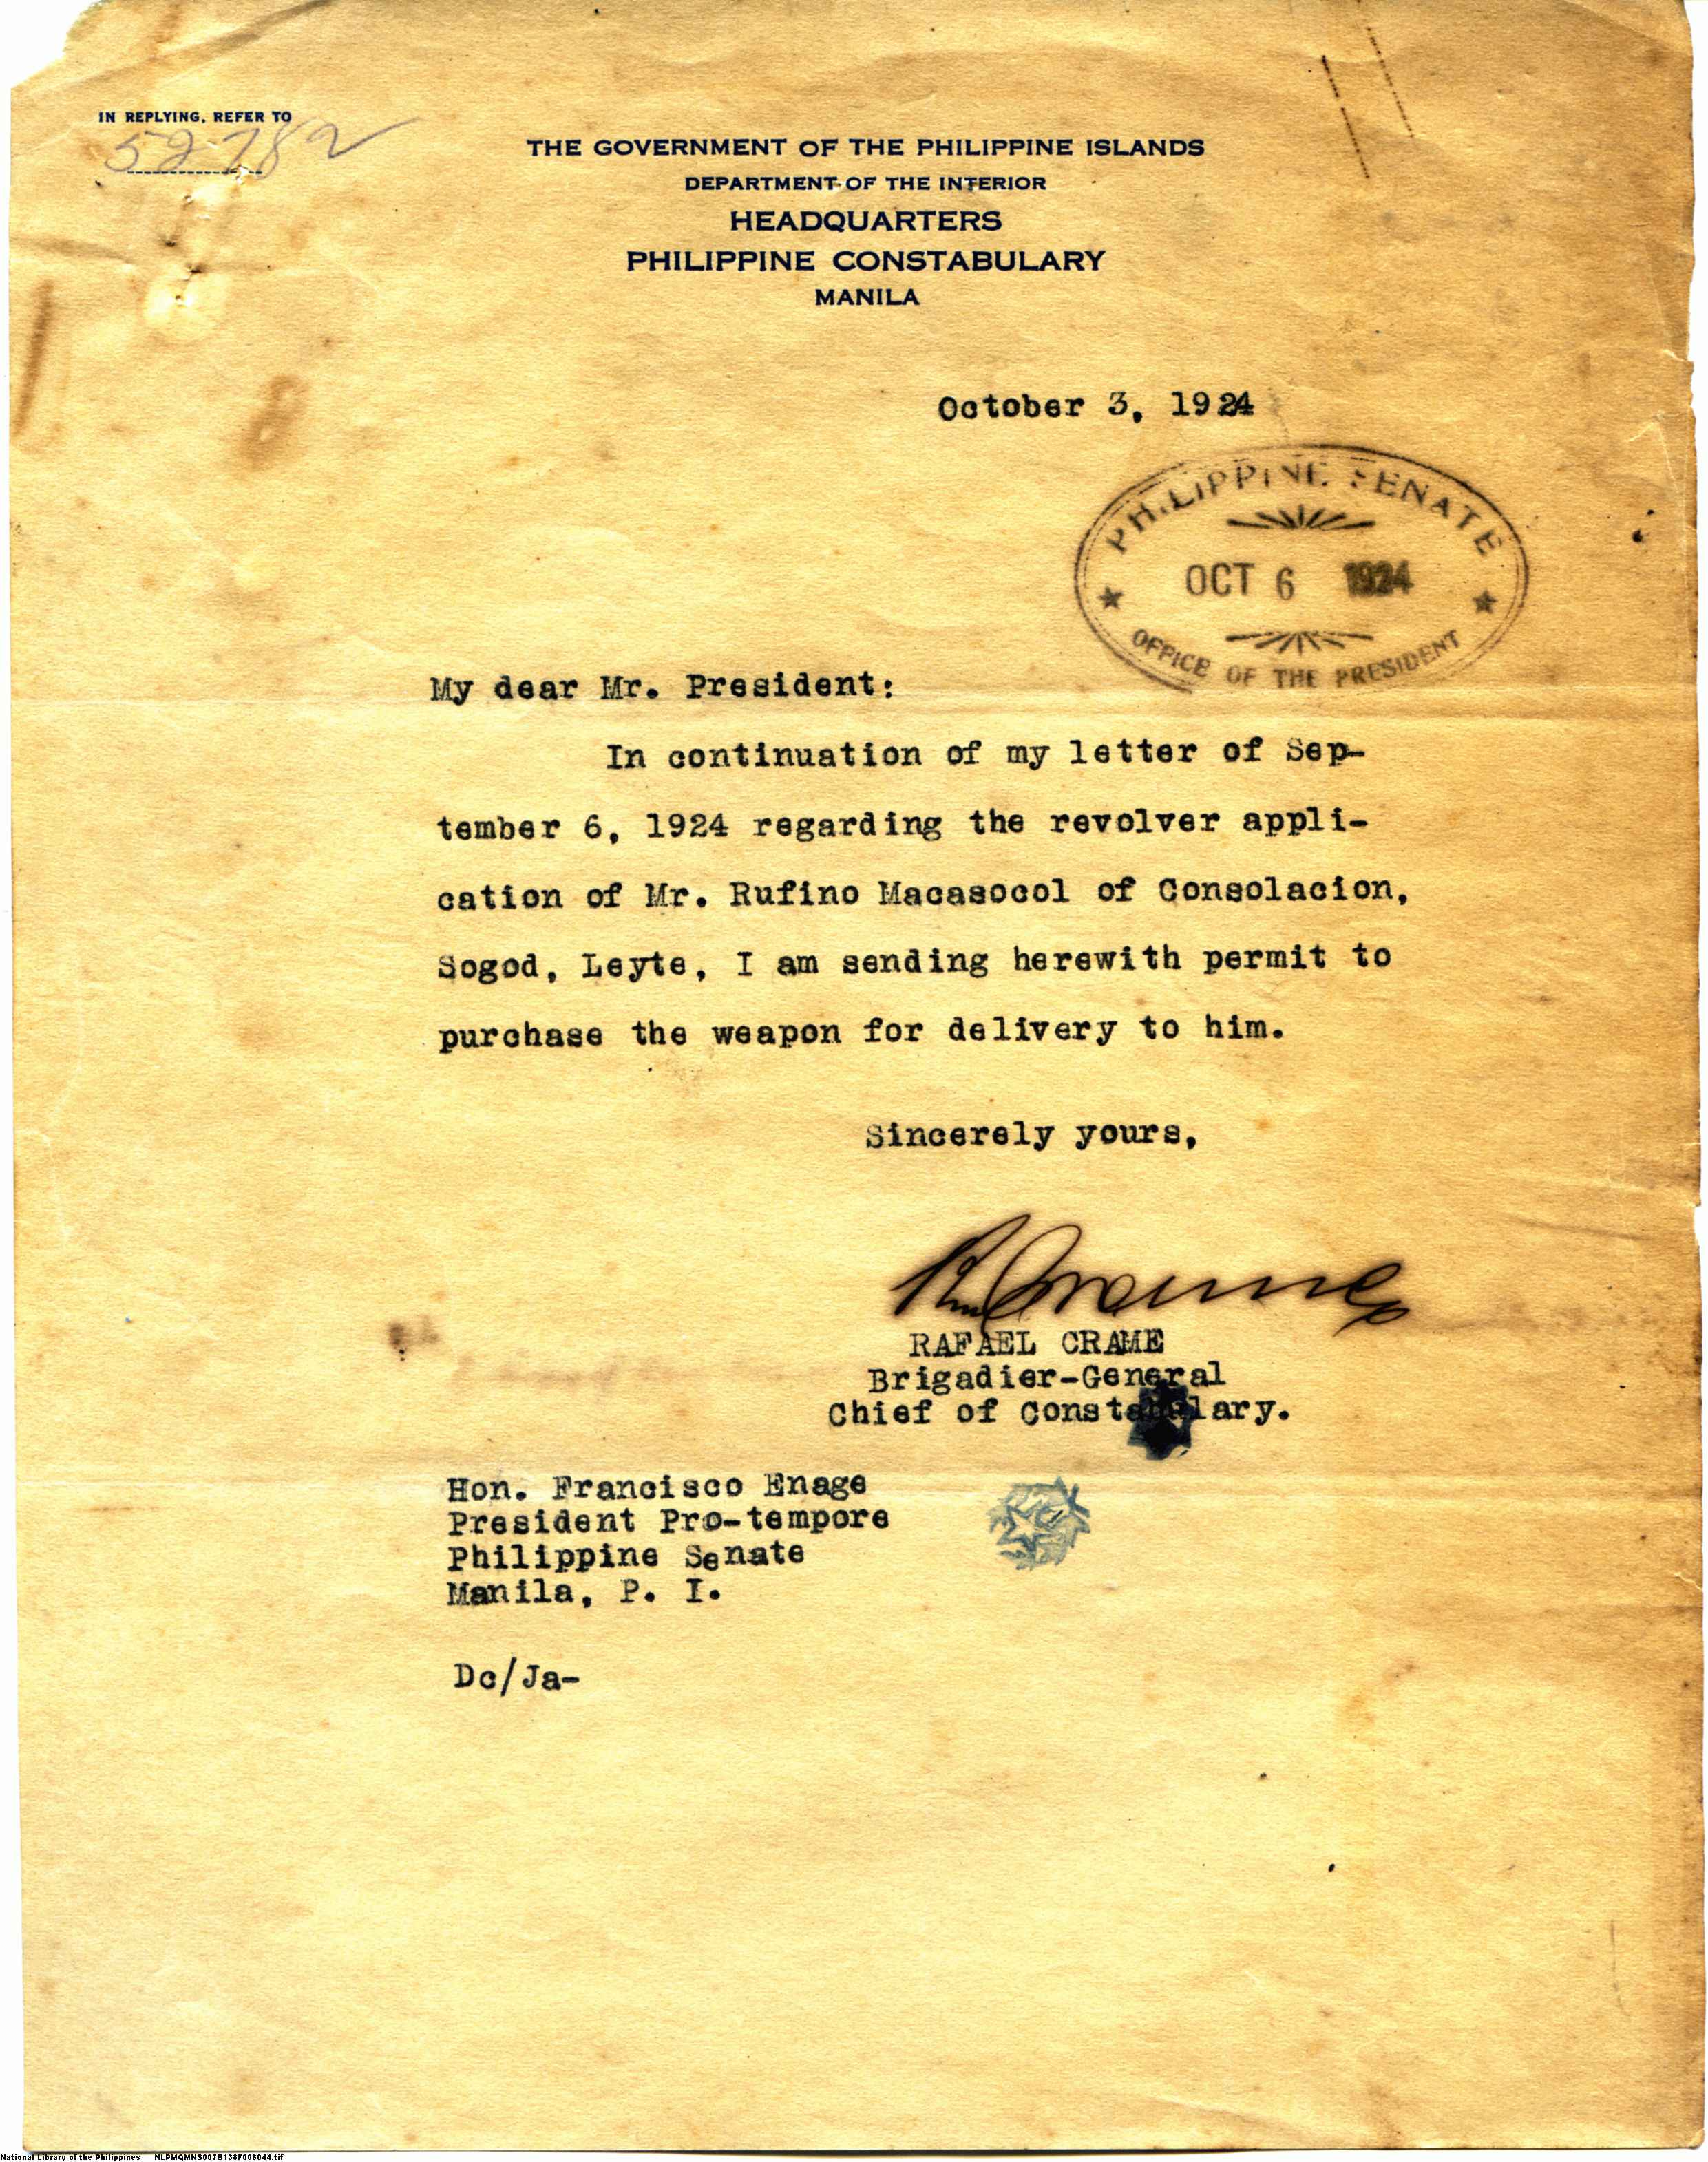 IN REPLYING, REFER TO
52782
THE GOVERNMENT OF THE PHILIPPINE ISLANDS
DEPARTMENT OF THE INTERIOR
HEADQUARTERS
PHILIPPINE CONSTABULARY
MANILA
October 3, 1924
PHILIPPINE SENATE
OCT 6 1924
OFFICE OF THE PRESIDENT
My dear Mr. President:
In continuation of my letter of Sep-
tember 6, 1924 regarding the revolver appli-
cation of Mr. Rufino Macasocol of Consolacion,
Sogod, Leyte, I am sending herewith permit to
purchase the weapon for delivery to him.
Sincerely yours,
Rafael Crame
RAFAEL CRAME
Brigadier-General
Chief of Constabulary.
Hon. Francisco Enage
President Pro-tempore
Philippine Senate
Manila, P. I.
Dc/Ja-
National Library of the Philippines NLPMQMNS007B138F008044.tif